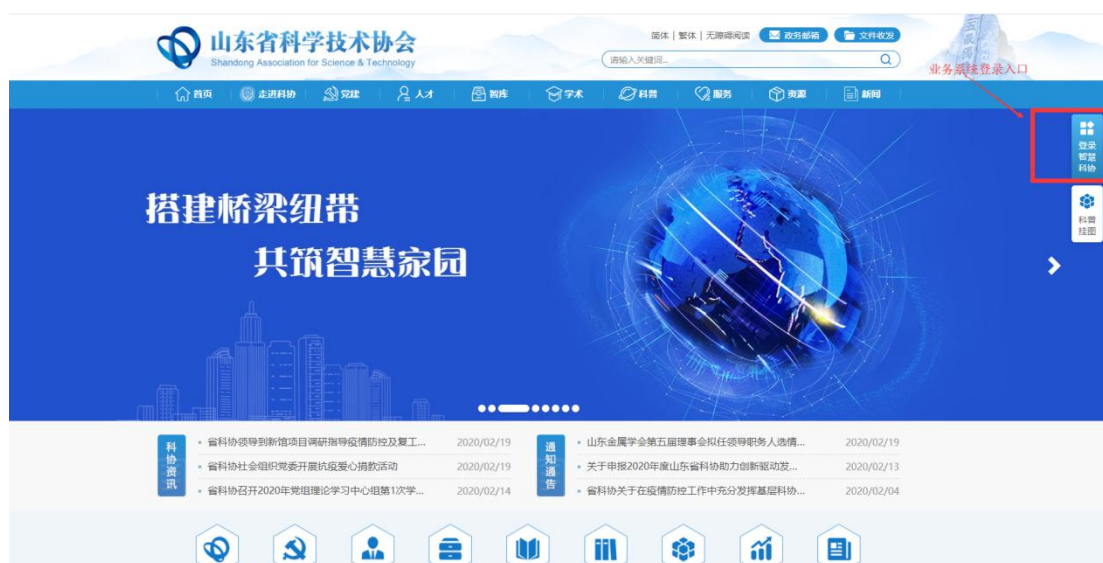 山东省科学技术协会
Shandong Association for Science & Technology
简体 | 繁体 | 无障碍阅读 政务邮箱 文件收发
请输入关键词...
业务系统登录入口
首页 走进科协 党建 人才 智库 学术 科普 服务 资源 新闻
登录
智慧
科协
科普
挂图
搭建桥梁纽带
共筑智慧家园
科协资讯
省科协领导到新馆项目调研指导疫情防控及复工... 2020/02/19
省科协社会组织党委开展抗疫爱心捐款活动 2020/02/19
省科协召开2020年党组理论学习中心组第1次学... 2020/02/14
通知通告
山东金属学会第五届理事会拟任领导职务人选情... 2020/02/19
关于申报2020年度山东省科协助力创新驱动发... 2020/02/13
省科协关于在疫情防控工作中充分发挥基层科协... 2020/02/04